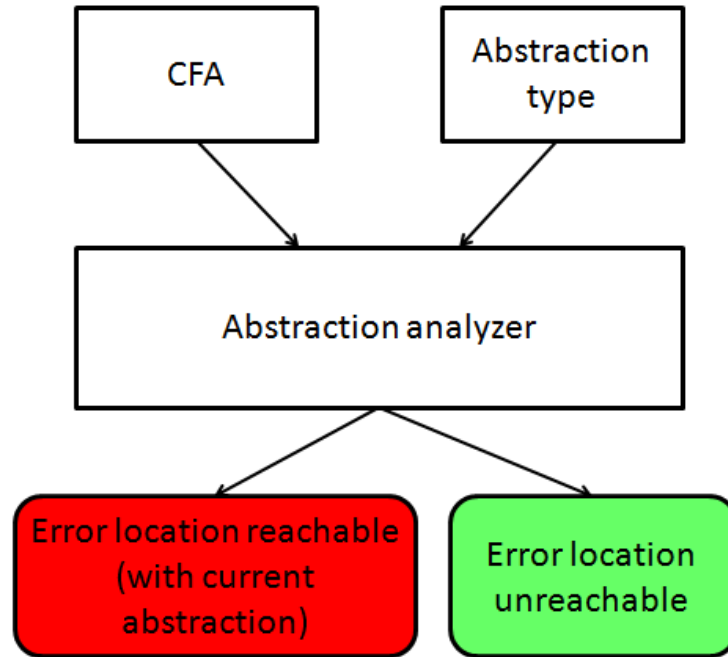 CFA
Abstraction
type
Abstraction analyzer
Error location reachable
(with current
abstraction)
Error location
unreachable